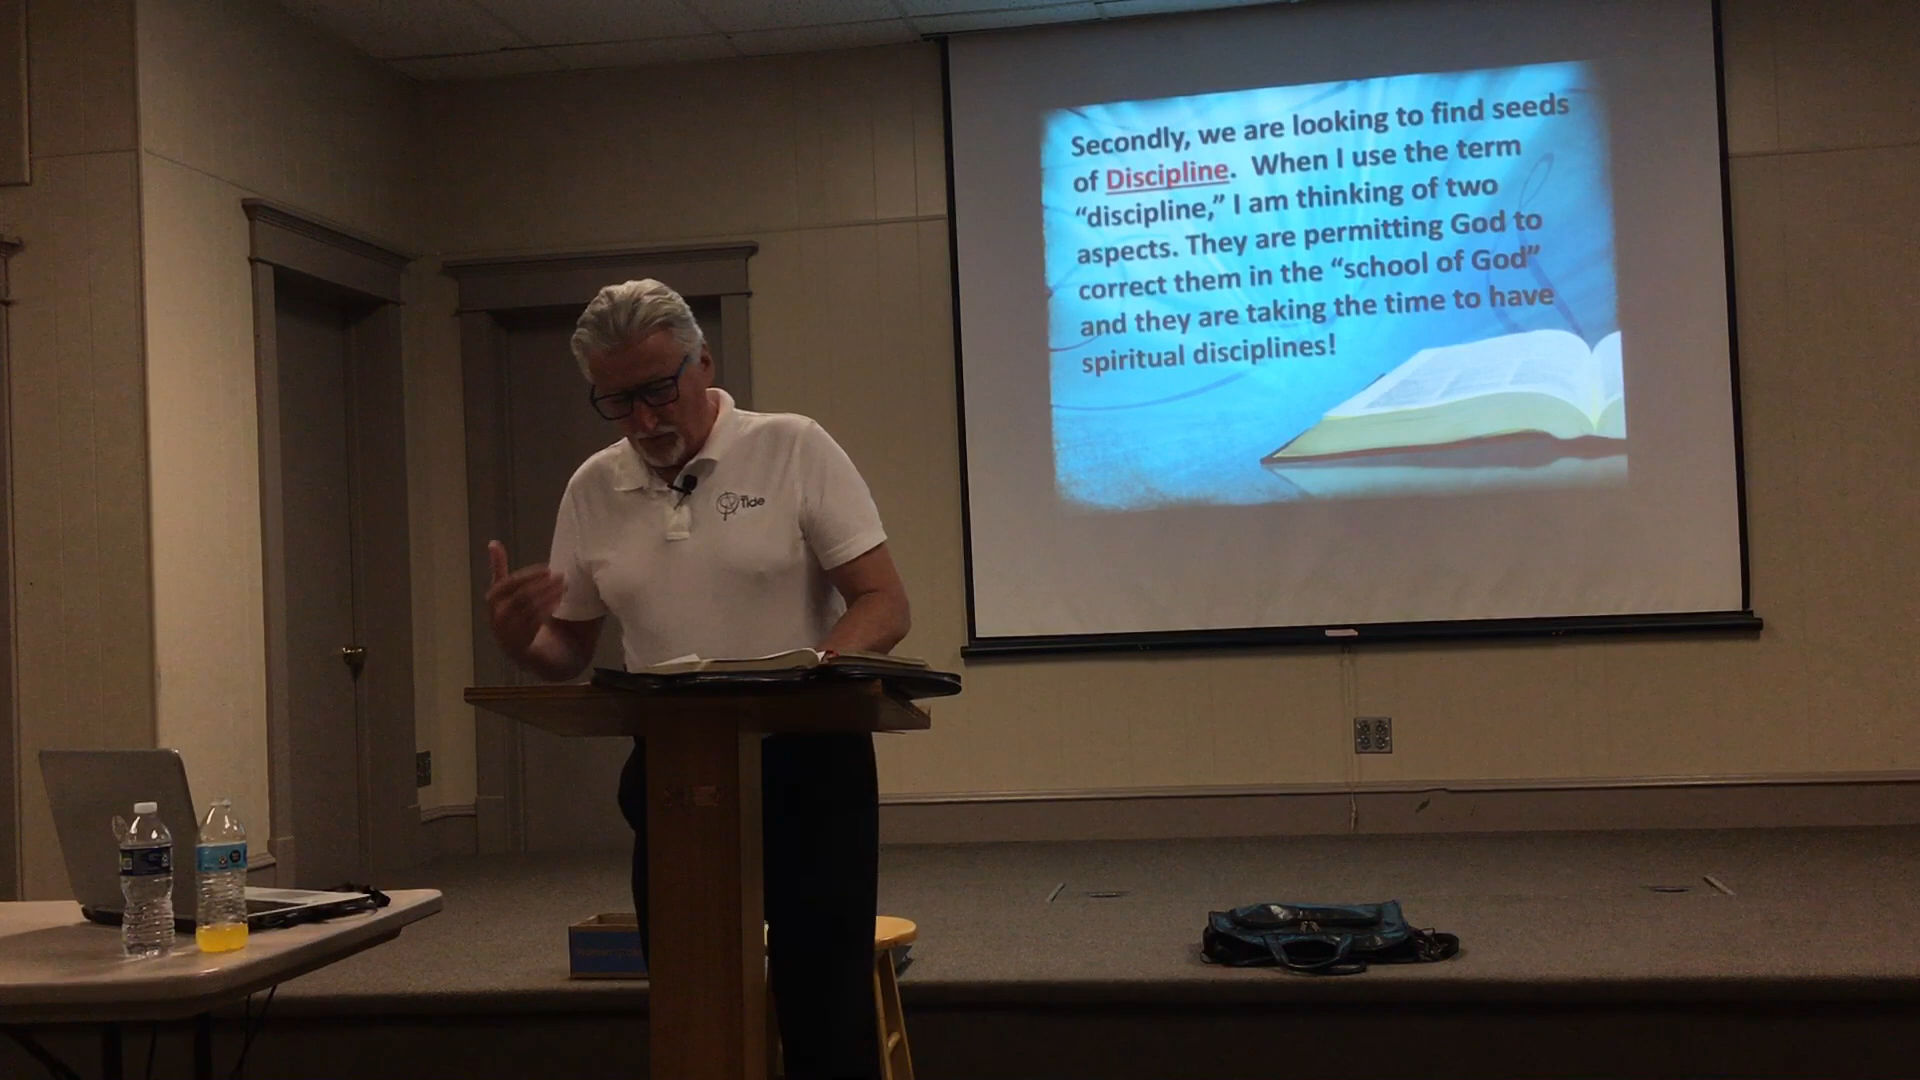 Secondly, we are looking to find seeds
of Discipline. When I use the term
“discipline,” I am thinking of two
aspects. They are permitting God to
correct them in the “school of God”
and they are taking the time to have
spiritual disciplines!
Tide